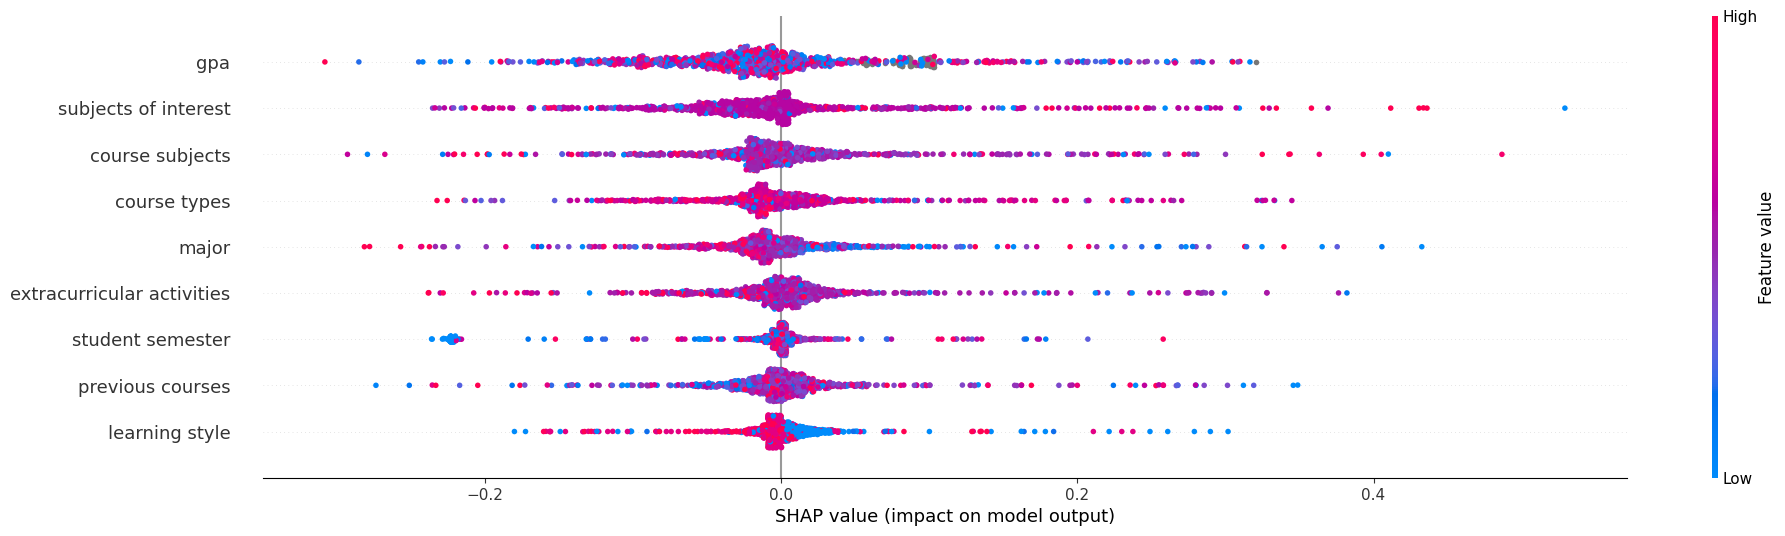 High
gpa
subjects of interest
course subjects
course types
major
extracurricular activities
student semester
previous courses
learning style
Low
Feature value
−0.2
0.0
0.2
0.4
SHAP value (impact on model output)